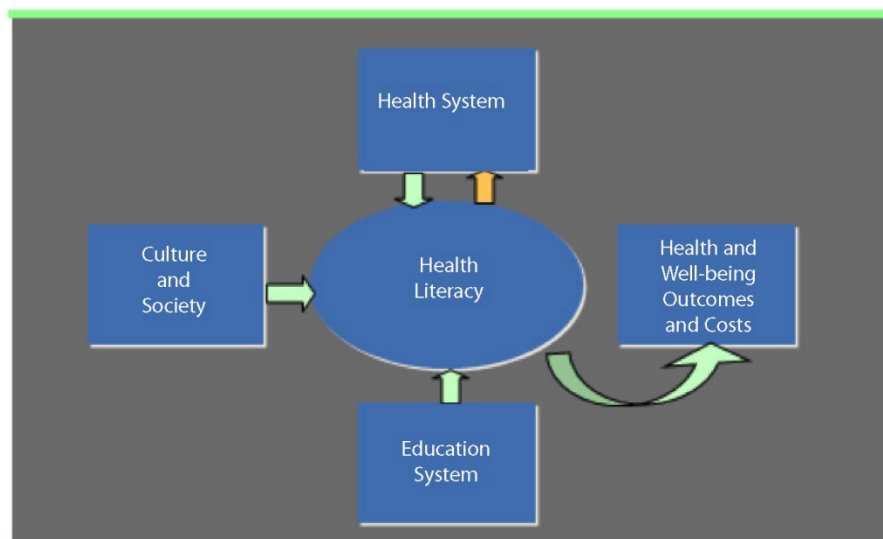 Health System
Culture
and
Society
Health
Literacy
Health and
Well-being
Outcomes
and Costs
Education
System